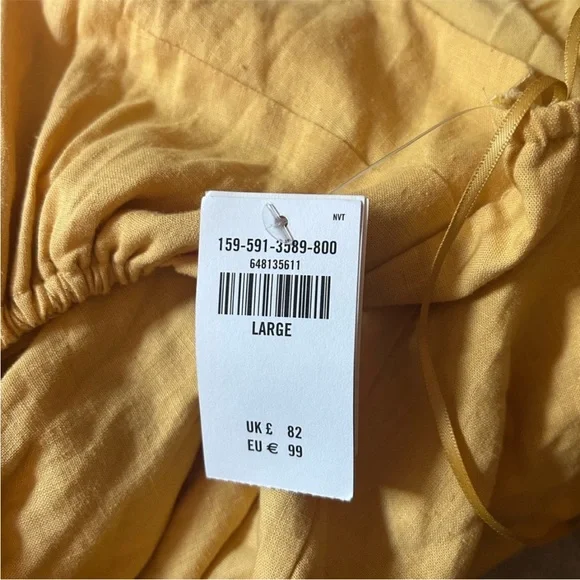 NVT
159-591-3589-800
648135611
LARGE
UK £ 82
EU € 99